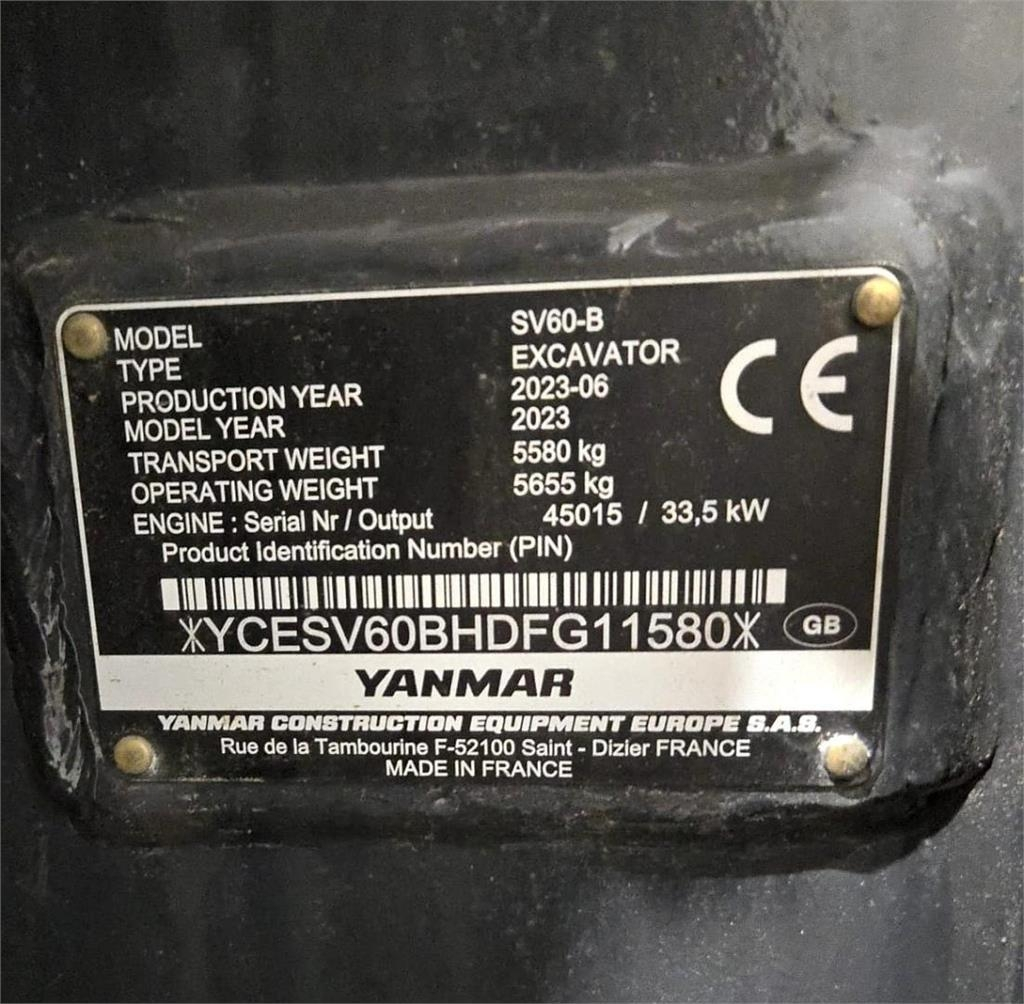 MODEL SV60-B
TYPE EXCAVATOR
PRODUCTION YEAR 2023-06
MODEL YEAR 2023
TRANSPORT WEIGHT 5580 kg
OPERATING WEIGHT 5655 kg
ENGINE : Serial Nr / Output 45015 / 33,5 kW
Product Identification Number (PIN)
CE
*YCESV60BHDFG11580*
GB
YANMAR
YANMAR CONSTRUCTION EQUIPMENT EUROPE S.A.S.
Rue de la Tambourine F-52100 Saint - Dizier FRANCE
MADE IN FRANCE